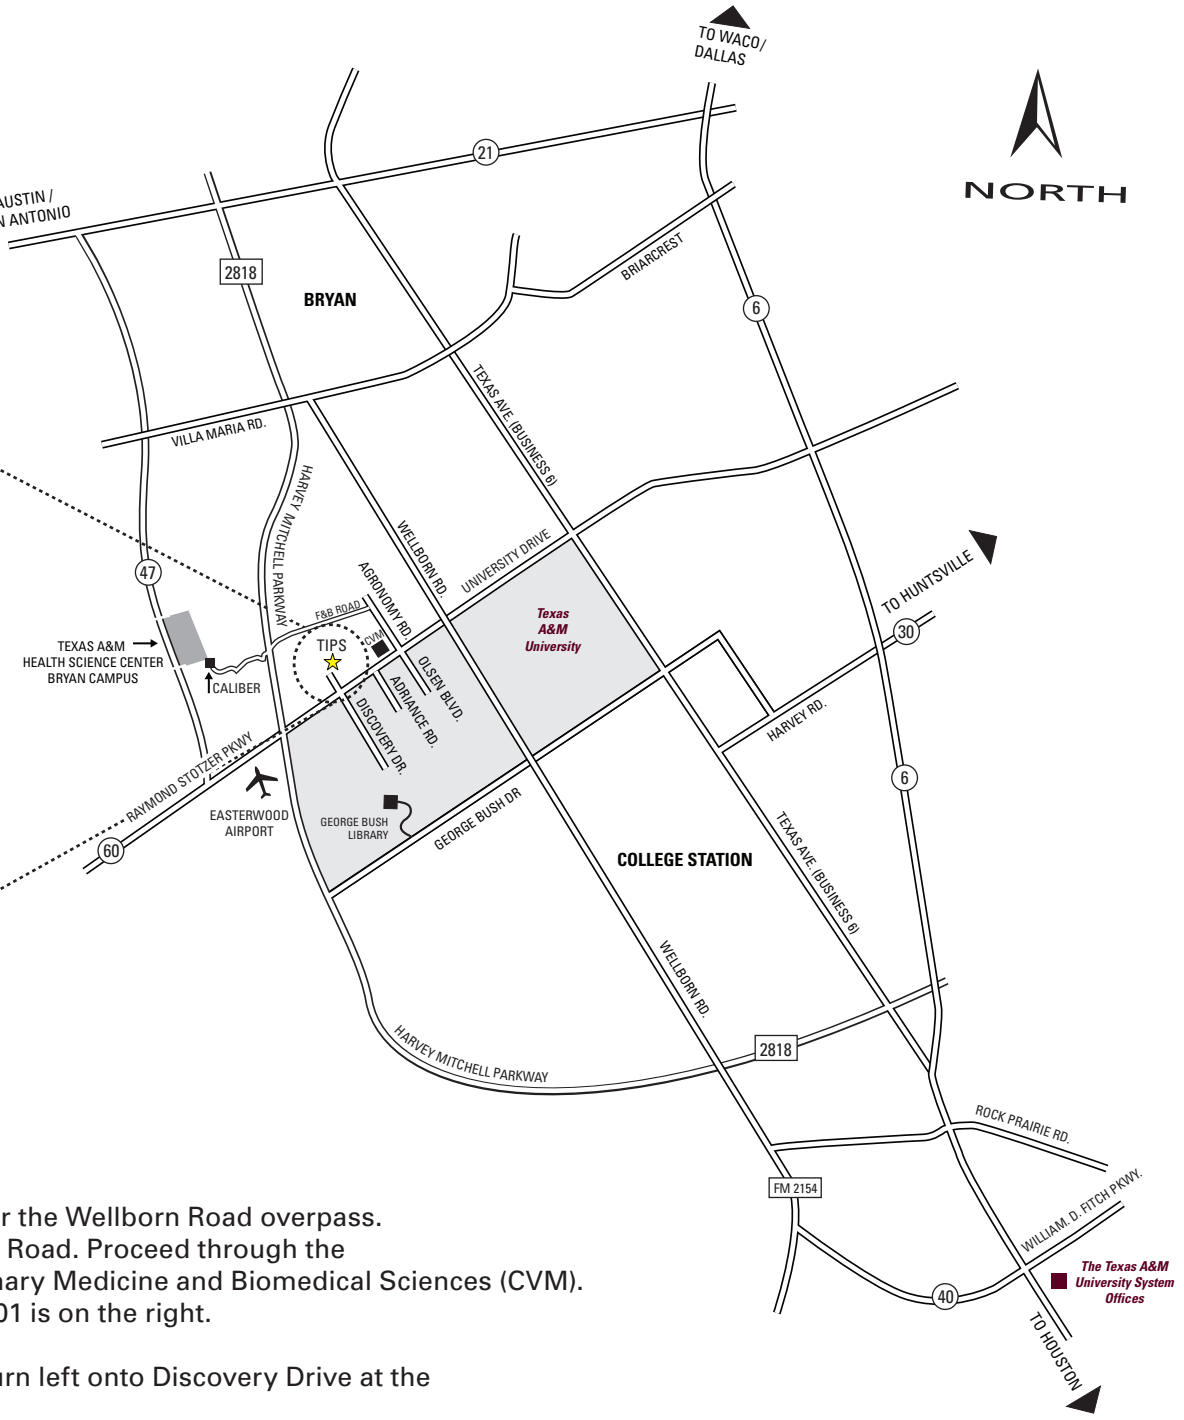 TO WACO/
DALLAS
NORTH
21
AUSTIN /
ANTONIO
2818
BRYAN
BRIARCREST
6
TEXAS AVE. (BUSINESS 6)
VILLA MARIA RD.
HARVEY MITCHELL PARKWAY
WELLBORN RD.
UNIVERSITY DRIVE
47
AGRONOMY RD.
F&B ROAD
TO HUNTSVILLE
30
Texas
A&M
University
TIPS
CVM
TEXAS A&M
HEALTH SCIENCE CENTER
BRYAN CAMPUS
CALIBER
OLSEN BLVD.
ADRIANCE RD.
DISCOVERY DR.
HARVEY RD.
RAYMOND STOTZER PKWY
6
EASTERWOOD
AIRPORT
GEORGE BUSH
LIBRARY
GEORGE BUSH DR
60
COLLEGE STATION
TEXAS AVE. (BUSINESS 6)
WELLBORN RD.
HARVEY MITCHELL PARKWAY
2818
ROCK PRAIRIE RD.
FM 2154
WILLIAM. D. FITCH PKWY.
40
The Texas A&M
University System
Offices
TO HOUSTON
the Wellborn Road overpass.
Road. Proceed through the
Medicine and Biomedical Sciences (CVM).
01 is on the right.
left onto Discovery Drive at the